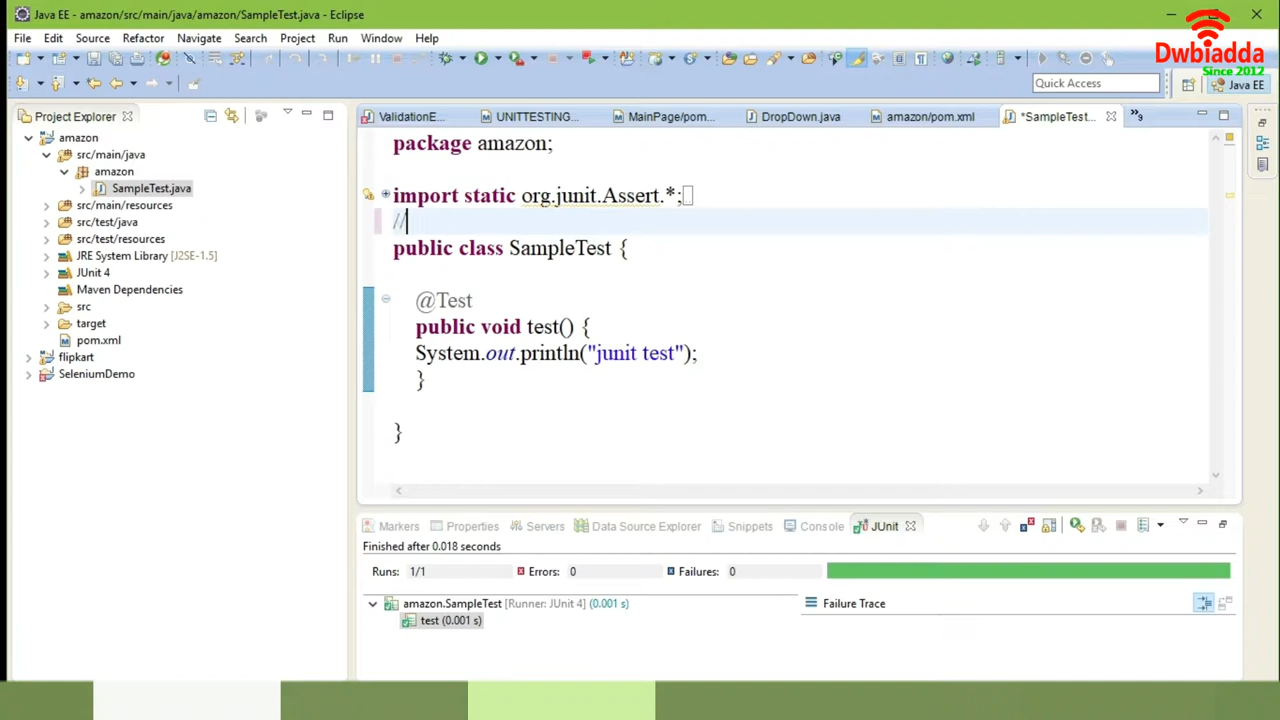 Java EE - amazon/src/main/java/amazon/SampleTest.java - Eclipse
Dwbiadda
Since 2012
File Edit Source Refactor Navigate Search Project Run Window Help
Quick Access
Java EE
Project Explorer
amazon
src/main/java
amazon
SampleTest.java
src/main/resources
src/test/java
src/test/resources
JRE System Library [J2SE-1.5]
JUnit 4
Maven Dependencies
src
target
pom.xml
flipkart
SeleniumDemo
ValidationE... UNITTESTING... MainPage/pom... DropDown.java amazon/pom.xml *SampleTest... »9
package amazon;
import static org.junit.Assert.*;
//
public class SampleTest {
@Test
public void test() {
System.out.println("junit test");
}
}
Markers Properties Servers Data Source Explorer Snippets Console JUnit
Finished after 0.018 seconds
Runs: 1/1 Errors: 0 Failures: 0
amazon.SampleTest [Runner: JUnit 4] (0.001 s)
test (0.001 s)
Failure Trace